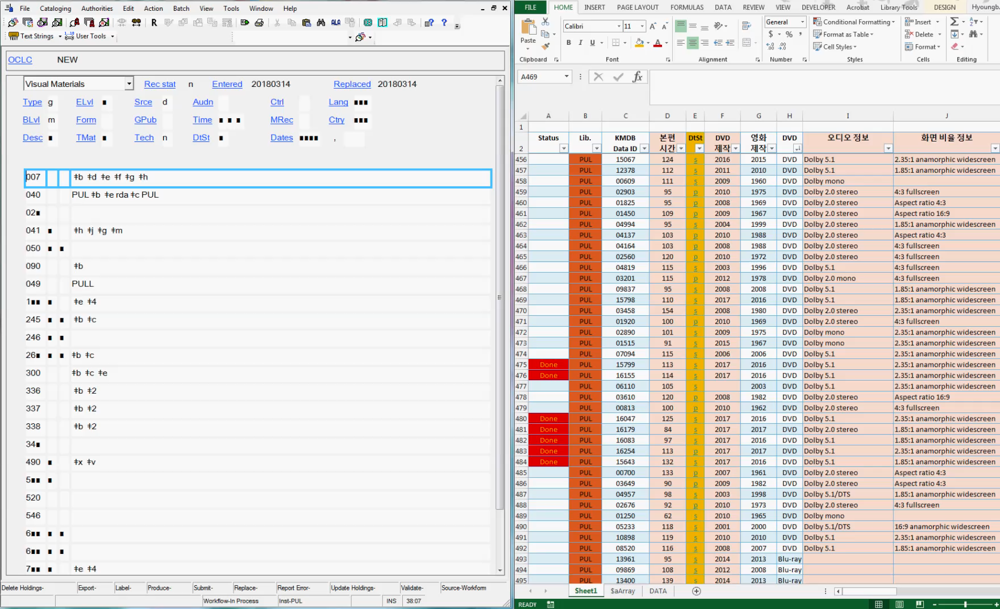 File Cataloging Authorities Edit Action Batch View Tools Window Help
Text Strings User Tools
OCLC NEW
Visual Materials Rec stat n Entered 20180314 Replaced 20180314
Type g ELvl Srce d Audn Ctrl Lang
BLvl m Form GPub Time MRec Ctry
Desc TMat Tech n DtSt Dates ,
007 ǂb ǂd ǂe ǂf ǂg ǂh
040 PUL ǂb ǂe rda ǂc PUL
02∎
041 ∎ ǂh ǂj ǂg ǂm
050 ∎ ∎
090 ǂb
049 PULL
1∎∎ ∎ ǂe ǂ4
245 ∎ ∎ ǂb ǂc
246 ∎ ∎
26∎ ∎ ∎ ǂb ǂc
300 ǂb ǂc ǂe
336 ǂb ǂ2
337 ǂb ǂ2
338 ǂb ǂ2
34∎
490 ∎ ǂx ǂv
5∎∎ ∎
520
546
6∎∎ ∎ ∎
6∎∎ ∎ ∎
7∎∎ ∎ ǂe ǂ4
Delete Holdings- Export- Label- Produce- Submit- Replace- Report Error- Update Holdings- Validate- Source-Workform
Workflow-In Process Inst-PUL INS 38:07
FILE HOME INSERT PAGE LAYOUT FORMULAS DATA REVIEW VIEW DEVELOPER Acrobat Library Tools DESIGN Hyoungb
Paste Calibri 11 General Conditional Formatting Insert
B I U $ % , Format as Table Delete
Cell Styles Format
Clipboard Font Alignment Number Styles Cells Editing
A469 fx
A B C D E F G H I J
1
Status Lib. KMDB 본편 DtSt DVD 영화 DVD 오디오 정보 화면 비율 정보
2 Data ID 시간 제작 제작
456 PUL 15067 124 s 2016 2015 DVD Dolby 5.1 2.35:1 anamorphic widescreen
457 PUL 12378 112 s 2011 2010 DVD Dolby 5.1 1.85:1 anamorphic widescreen
458 PUL 00609 111 s 2009 1960 DVD Dolby mono
459 PUL 02903 95 p 2010 1975 DVD Dolby 2.0 stereo 4:3 fullscreen
460 PUL 01825 95 p 2008 1969 DVD Dolby 2.0 stereo Aspect ratio 4:3
461 PUL 01450 109 p 2009 1967 DVD Dolby 2.0 stereo Aspect ratio 16:9
462 PUL 04994 95 s 2004 1999 DVD Dolby 2.0 stereo 1.85:1 anamorphic widescreen
463 PUL 04137 103 p 2010 1988 DVD Dolby 2.0 stereo Aspect ratio 4:3
464 PUL 04164 103 p 2008 1988 DVD Dolby 2.0 stereo 4:3 fullscreen
465 PUL 02560 120 p 2010 1972 DVD Dolby 2.0 stereo 4:3 fullscreen
466 PUL 04819 115 s 2003 1996 DVD Dolby 5.1 4:3 fullscreen
467 PUL 03201 115 p 2012 1978 DVD Dolby 2.0 mono 4:3 fullscreen
468 PUL 09837 95 s 2008 2008 DVD Dolby 5.1 1.85:1 anamorphic widescreen
469 PUL 15798 110 s 2017 2016 DVD Dolby 5.1 1.85:1 anamorphic widescreen
470 PUL 03458 154 s 2008 1980 DVD Dolby 2.0 stereo 2.35:1 anamorphic widescreen
471 PUL 01920 100 p 2010 1969 DVD Dolby 2.0 stereo 4:3 fullscreen
472 PUL 02890 101 s 2009 1975 DVD Dolby mono 2.35:1 anamorphic widescreen
473 PUL 01515 91 s 2015 1967 DVD Dolby mono 2.35:1 anamorphic widescreen
474 PUL 07094 115 s 2006 2006 DVD Dolby 5.1 2.35:1 anamorphic widescreen
475 Done PUL 15799 113 s 2017 2016 DVD Dolby 5.1 2.35:1 anamorphic widescreen
476 Done PUL 16155 114 s 2017 2016 DVD Dolby 5.1 2.35:1 anamorphic widescreen
477 PUL 06110 105 s 2003 DVD Dolby 5.1 2.35:1 anamorphic widescreen
478 PUL 03610 120 p 2008 1982 DVD Dolby 2.0 stereo Aspect ratio 16:9
479 PUL 00813 100 p 2010 1962 DVD Dolby 2.0 stereo 4:3 fullscreen
480 Done PUL 16047 125 s 2017 2016 DVD Dolby 5.1 2.35:1 anamorphic widescreen
481 Done PUL 16179 84 s 2017 2017 DVD Dolby 2.0 stereo 1.85:1 anamorphic widescreen
482 Done PUL 16083 97 s 2017 2016 DVD Dolby 5.1 1.85:1 anamorphic widescreen
483 Done PUL 16254 113 p 2017 2017 DVD Dolby 5.1 2.35:1 anamorphic widescreen
484 Done PUL 15643 132 s 2017 2016 DVD Dolby 5.1 1.85:1 anamorphic widescreen
485 PUL 00700 133 p 2007 1961 DVD Dolby 2.0 stereo Aspect ratio 4:3
486 PUL 03649 90 p 2009 1982 DVD Dolby 2.0 stereo Aspect ratio 4:3
487 PUL 04957 98 s 2003 1998 DVD Dolby 5.1/DTS 1.85:1 anamorphic widescreen
488 PUL 02676 92 p 2010 1973 DVD Dolby 2.0 stereo 4:3 fullscreen
489 PUL 01250 62 s 2010 1965 DVD Dolby mono
490 PUL 05233 118 s 2001 2000 DVD Dolby 5.1/DTS 16:9 anamorphic widescreen
491 PUL 10898 119 s 2010 2010 DVD Dolby 5.1 2.35:1 anamorphic widescreen
492 PUL 08520 116 s 2008 2007 DVD Dolby 5.1 1.85:1 anamorphic widescreen
493 PUL 13961 95 s 2014 2013 Blu-ray
494 PUL 09869 108 s 2012 2008 Blu-ray
495 PUL 13400 139 s 2014 2013 Blu-ray
Sheet1 $aArray DATA
READY